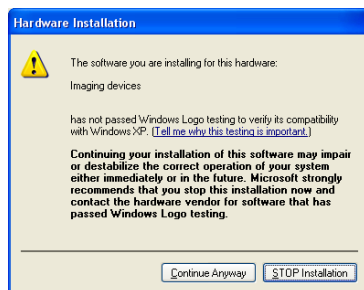 Hardware Installation
The software you are installing for this hardware:
Imaging devices
has not passed Windows Logo testing to verify its compatibility
with Windows XP. (Tell me why this testing is important.)
Continuing your installation of this software may impair
or destabilize the correct operation of your system
either immediately or in the future. Microsoft strongly
recommends that you stop this installation now and
contact the hardware vendor for software that has
passed Windows Logo testing.
Continue Anyway
STOP Installation